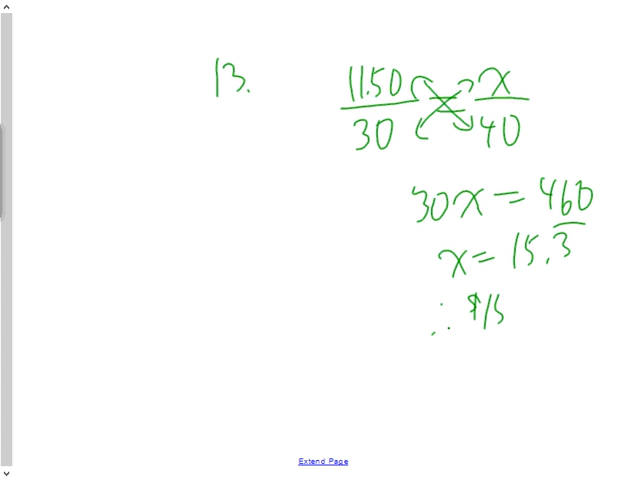 13.
11.50/30 = x/40
30x = 460
x = 15.3
∴ $15
Extend Page